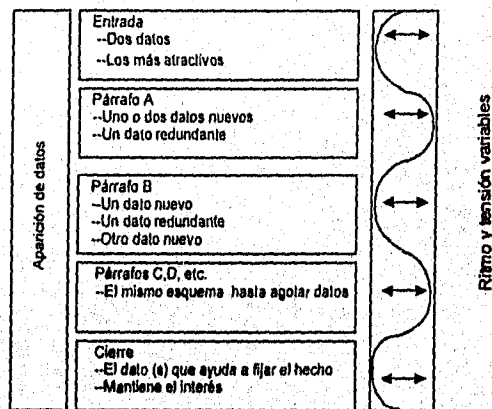 Aparición de datos
Entrada
--Dos datos
--Los más atractivos
Párrafo A
--Uno o dos datos nuevos
--Un dato redundante
Párrafo B
--Un dato nuevo
--Un dato redundante
--Otro dato nuevo
Párrafos C,D, etc.
--El mismo esquema hasta agotar datos
Cierre
--El dato (s) que ayuda a fijar el hecho
--Mantiene el interés
Ritmo y tensión variables